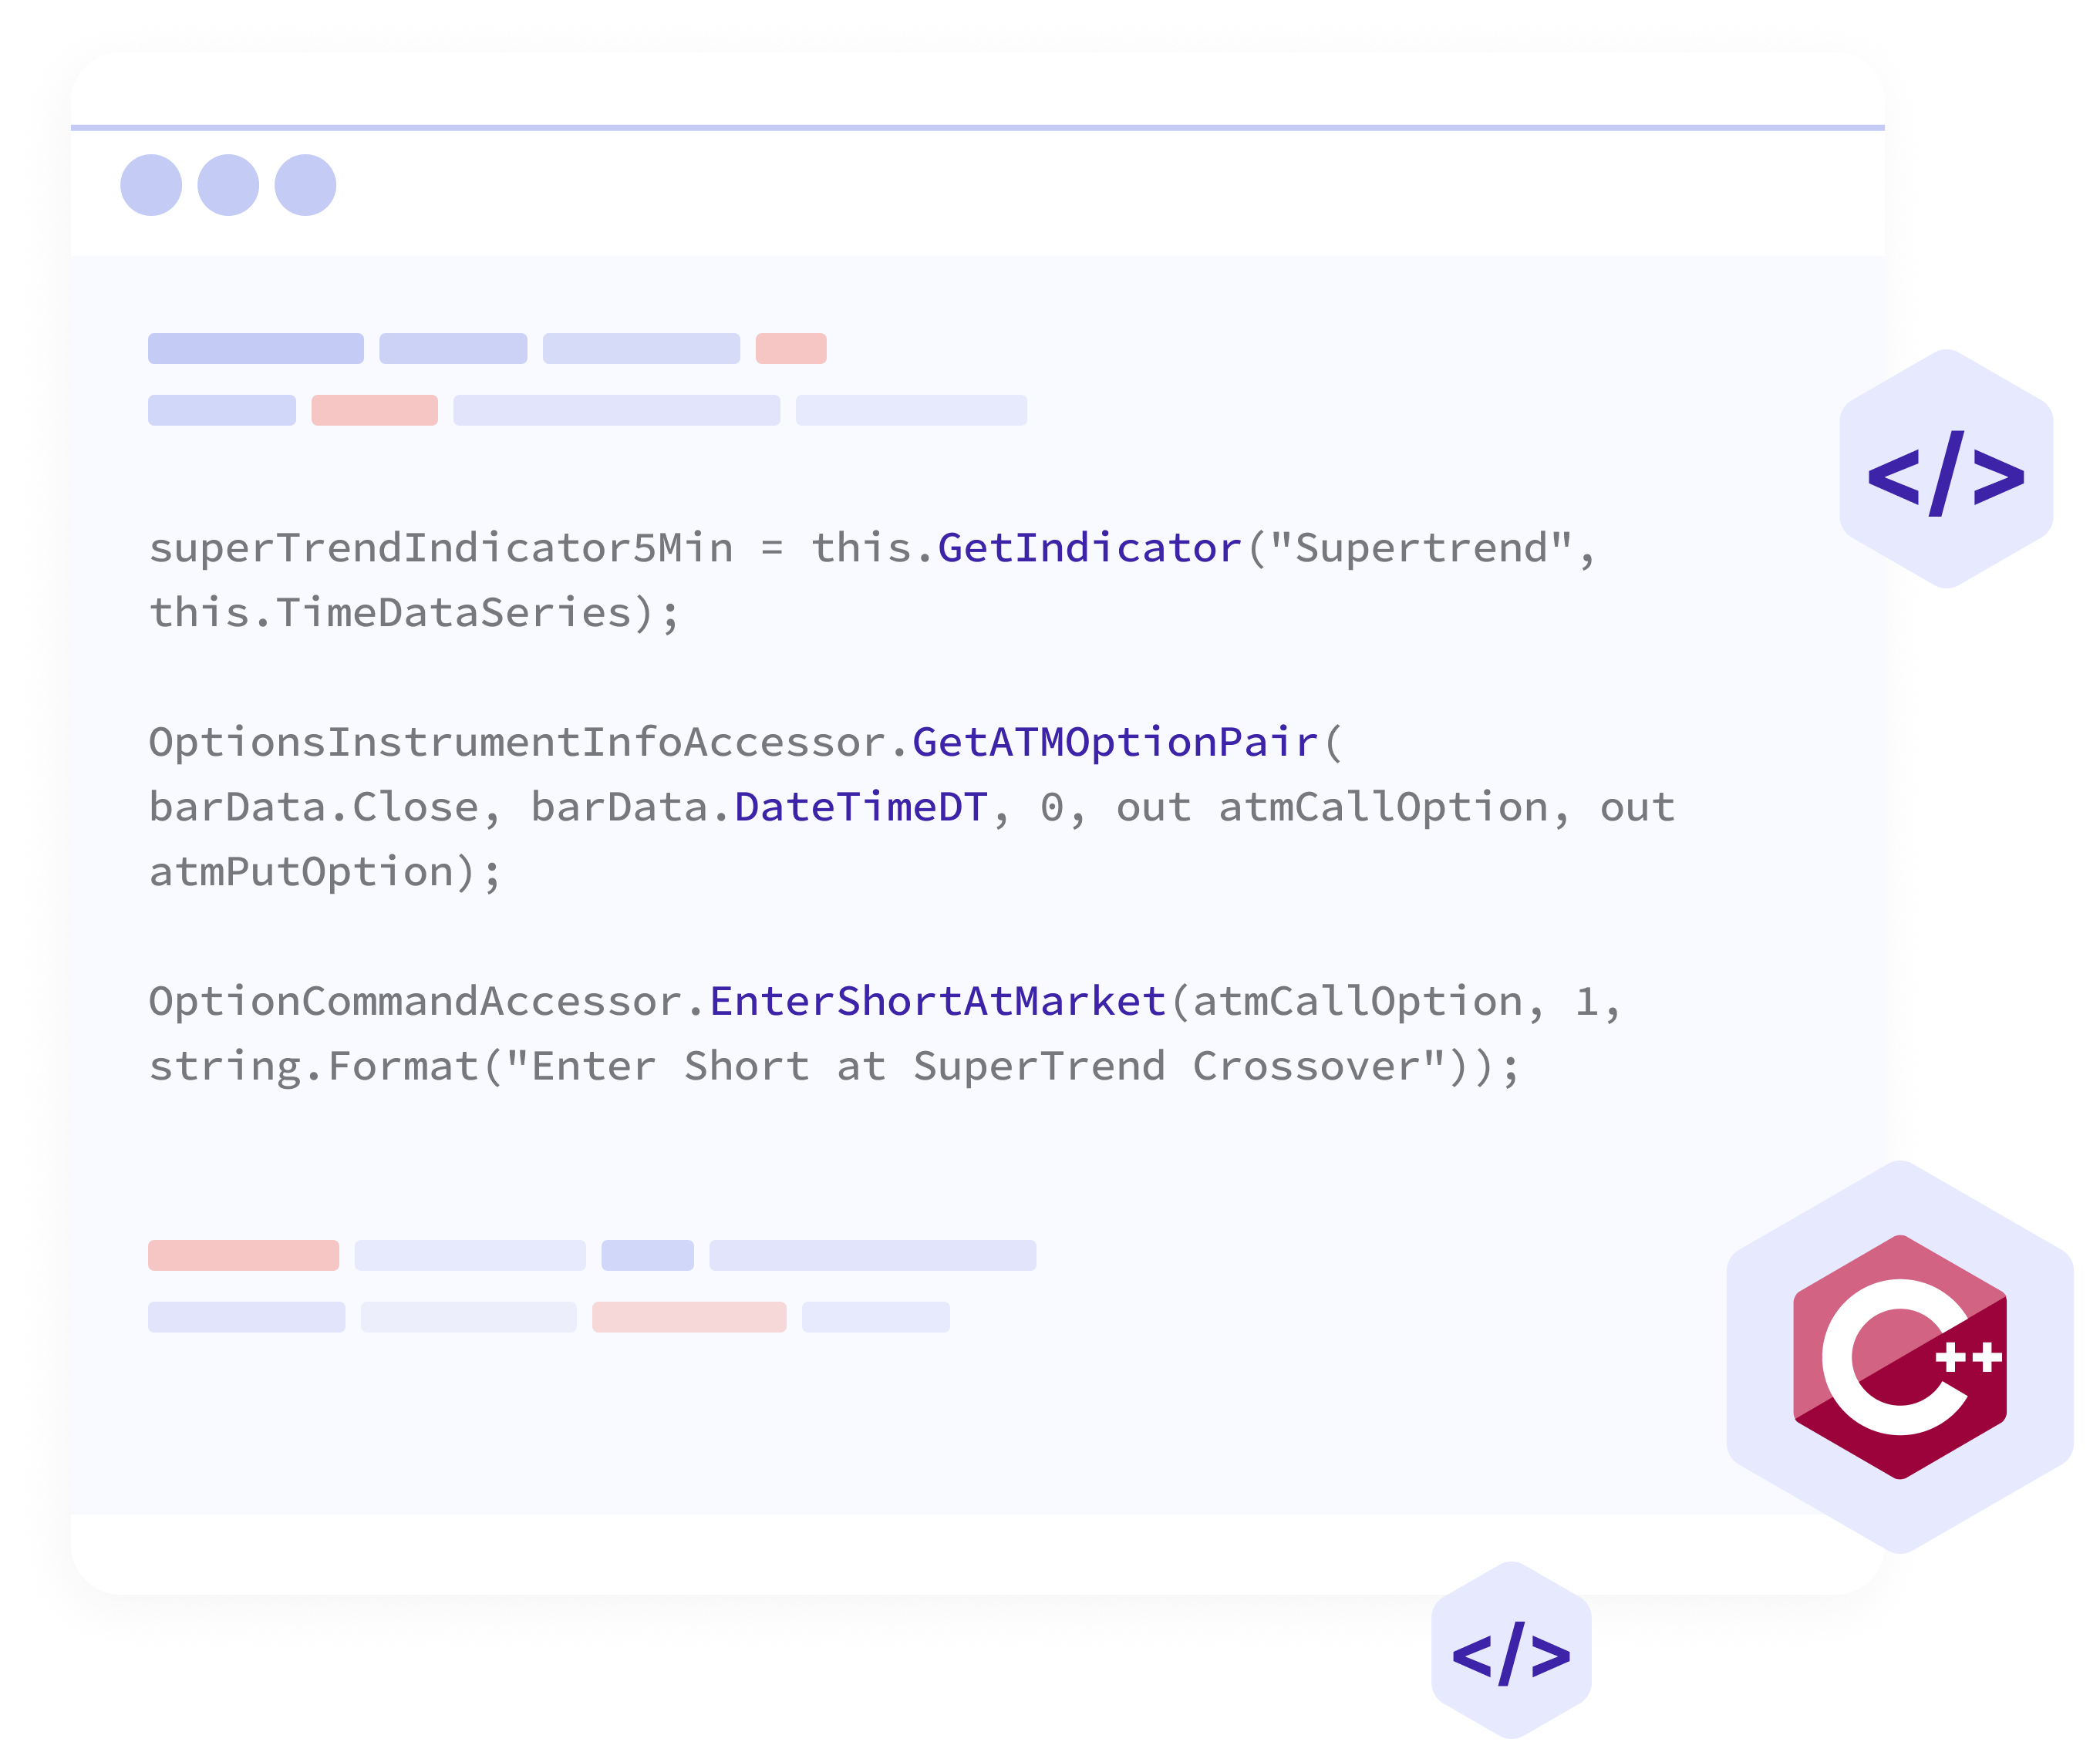 superTrendIndicator5Min = this.GetIndicator("Supertrend",
this.TimDataSeries);
OptionsInstrumentInfoAccessor.GetATMOptionPair(
barData.Close, barData.DateTimeDT, 0, out atmCallOption, out
atmPutOption);
OptionCommandAccessor.EnterShortAtMarket(atmCallOption, 1,
string.Format("Enter Short at SuperTrend Crossover"));
</>
C++
</>